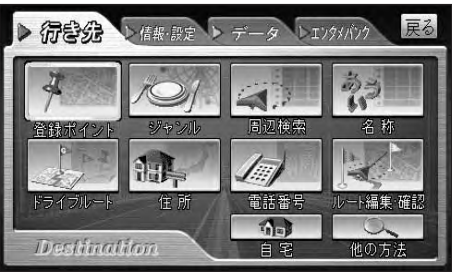 行き先 情報・設定 データ エンタメバンク 戻る
登録ポイント ジャンル 周辺検索 名称
ドライブルート 住所 電話番号 ルート編集・確認
自宅 他の方法
Destination